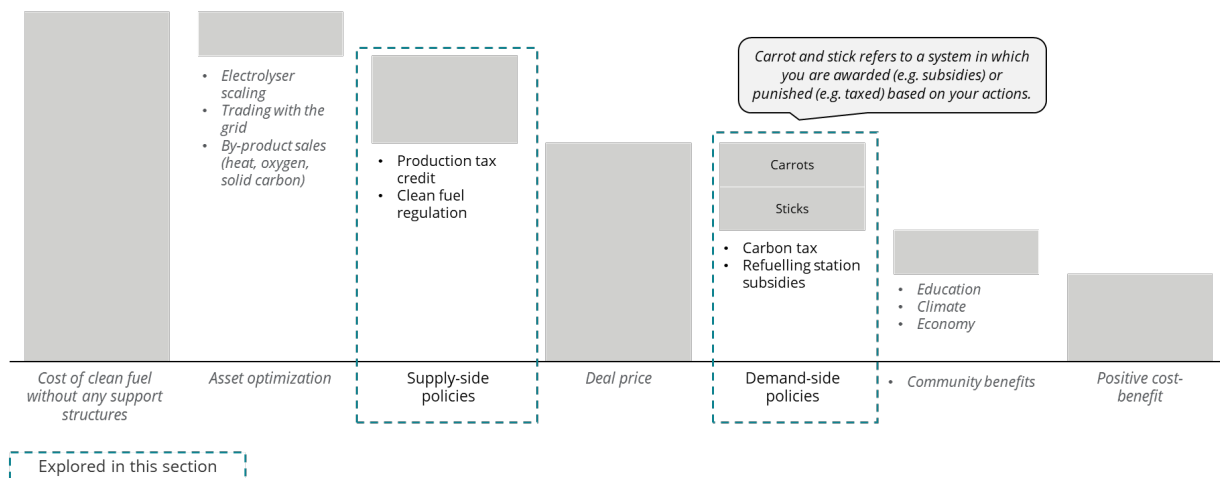 Carrot and stick refers to a system in which
you are awarded (e.g. subsidies) or
punished (e.g. taxed) based on your actions.
• Electrolyser
scaling
• Trading with the
grid
• By-product sales
(heat, oxygen,
solid carbon)
• Production tax
credit
• Clean fuel
regulation
Carrots
Sticks
• Carbon tax
• Refuelling station
subsidies
• Education
• Climate
• Economy
Cost of clean fuel
without any support
structures
Asset optimization
Supply-side
policies
Deal price
Demand-side
policies
• Community benefits
Positive cost-
benefit
Explored in this section